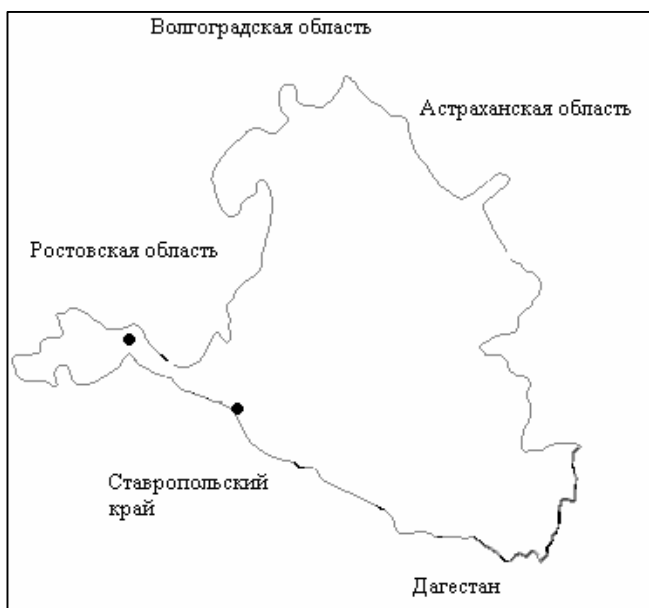 Волгоградская область
Астраханская область
Ростовская область
Ставропольский
край
Дагестан